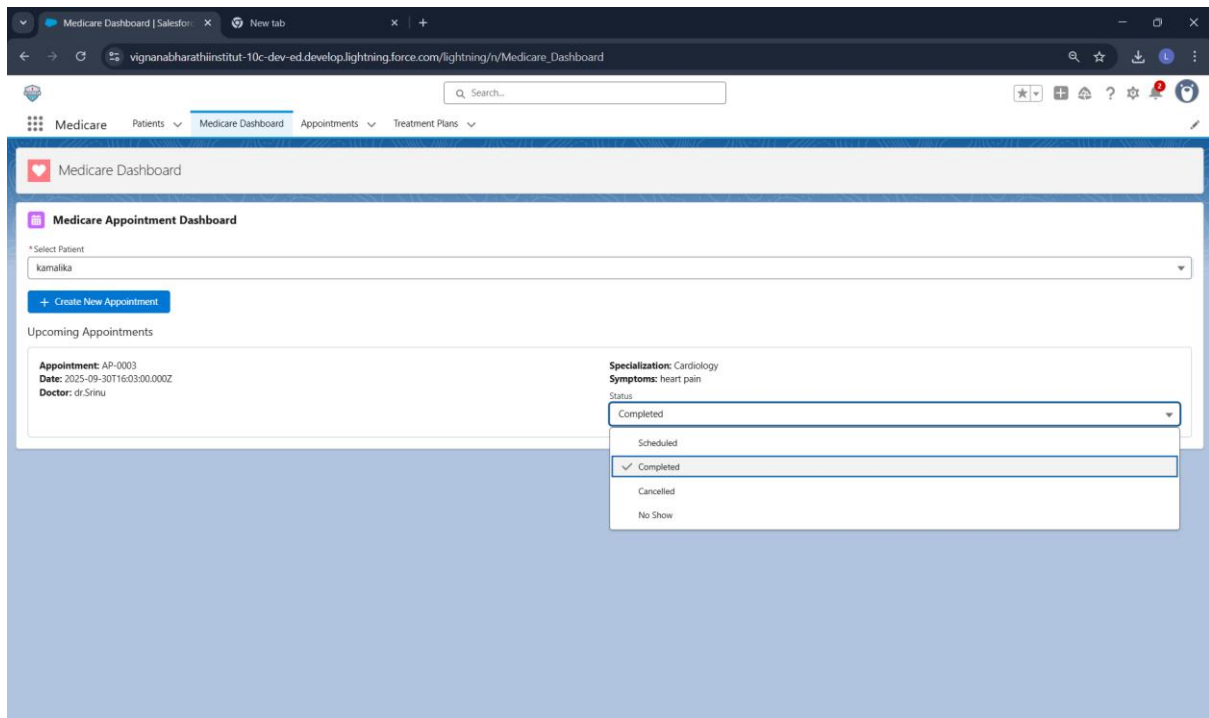 Medicare Dashboard | Salesforc
New tab
vignanabharathiinstitut-10c-dev-ed.develop.lightning.force.com/lightning/n/Medicare_Dashboard
L
Search...
2
Medicare Patients Medicare Dashboard Appointments Treatment Plans
Medicare Dashboard
Medicare Appointment Dashboard
*Select Patient
kamalika
+ Create New Appointment
Upcoming Appointments
Appointment: AP-0003
Date: 2025-09-30T16:03:00.000Z
Doctor: dr.Srinu
Specialization: Cardiology
Symptoms: heart pain
Status
Completed
Scheduled
Completed
Cancelled
No Show